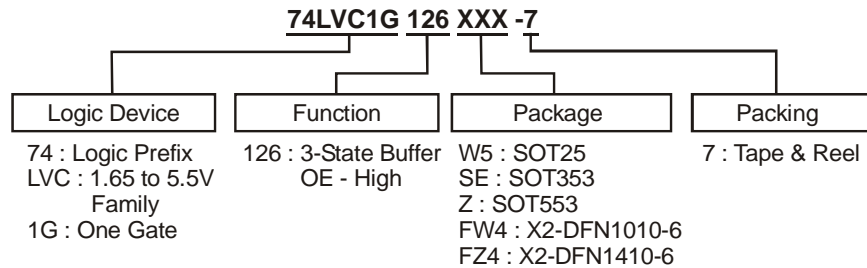 74LVC1G 126 XXX -7
Logic Device
Function
Package
Packing
74 : Logic Prefix
LVC : 1.65 to 5.5V
Family
1G : One Gate
126 : 3-State Buffer
OE - High
W5 : SOT25
SE : SOT353
Z : SOT553
FW4 : X2-DFN1010-6
FZ4 : X2-DFN1410-6
7 : Tape & Reel